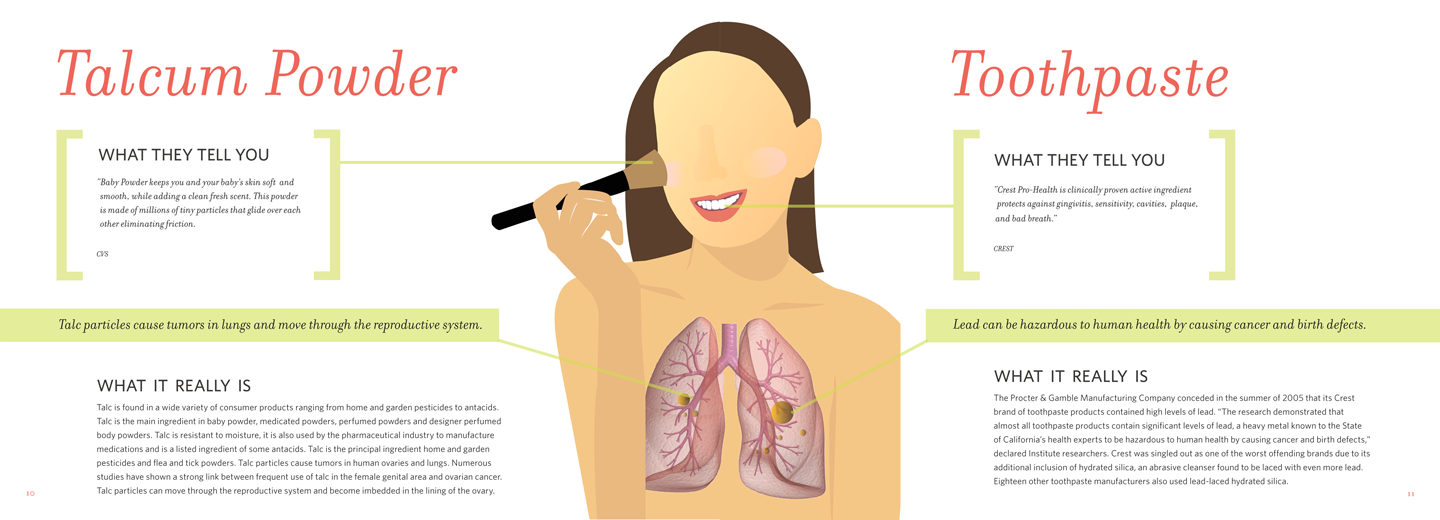 Talcum Powder
WHAT THEY TELL YOU
"Baby Powder keeps you and your baby's skin soft and
smooth, while adding a clean fresh scent. This powder
is made of millions of tiny particles that glide over each
other eliminating friction.
CVS
Talc particles cause tumors in lungs and move through the reproductive system.
WHAT IT REALLY IS
Talc is found in a wide variety of consumer products ranging from home and garden pesticides to antacids.
Talc is the main ingredient in baby powder, medicated powders, perfumed powders and designer perfumed
body powders. Talc is resistant to moisture, it is also used by the pharmaceutical industry to manufacture
medications and is a listed ingredient of some antacids. Talc is the principal ingredient home and garden
pesticides and flea and tick powders. Talc particles cause tumors in human ovaries and lungs. Numerous
studies have shown a strong link between frequent use of talc in the female genital area and ovarian cancer.
Talc particles can move through the reproductive system and become imbedded in the lining of the ovary.
10
Toothpaste
WHAT THEY TELL YOU
"Crest Pro-Health is clinically proven active ingredient
protects against gingivitis, sensitivity, cavities, plaque,
and bad breath."
CREST
Lead can be hazardous to human health by causing cancer and birth defects.
WHAT IT REALLY IS
The Procter & Gamble Manufacturing Company conceded in the summer of 2005 that its Crest
brand of toothpaste products contained high levels of lead. "The research demonstrated that
almost all toothpaste products contain significant levels of lead, a heavy metal known to the State
of California's health experts to be hazardous to human health by causing cancer and birth defects,"
declared Institute researchers. Crest was singled out as one of the worst offending brands due to its
additional inclusion of hydrated silica, an abrasive cleanser found to be laced with even more lead.
Eighteen other toothpaste manufacturers also used lead-laced hydrated silica.
11